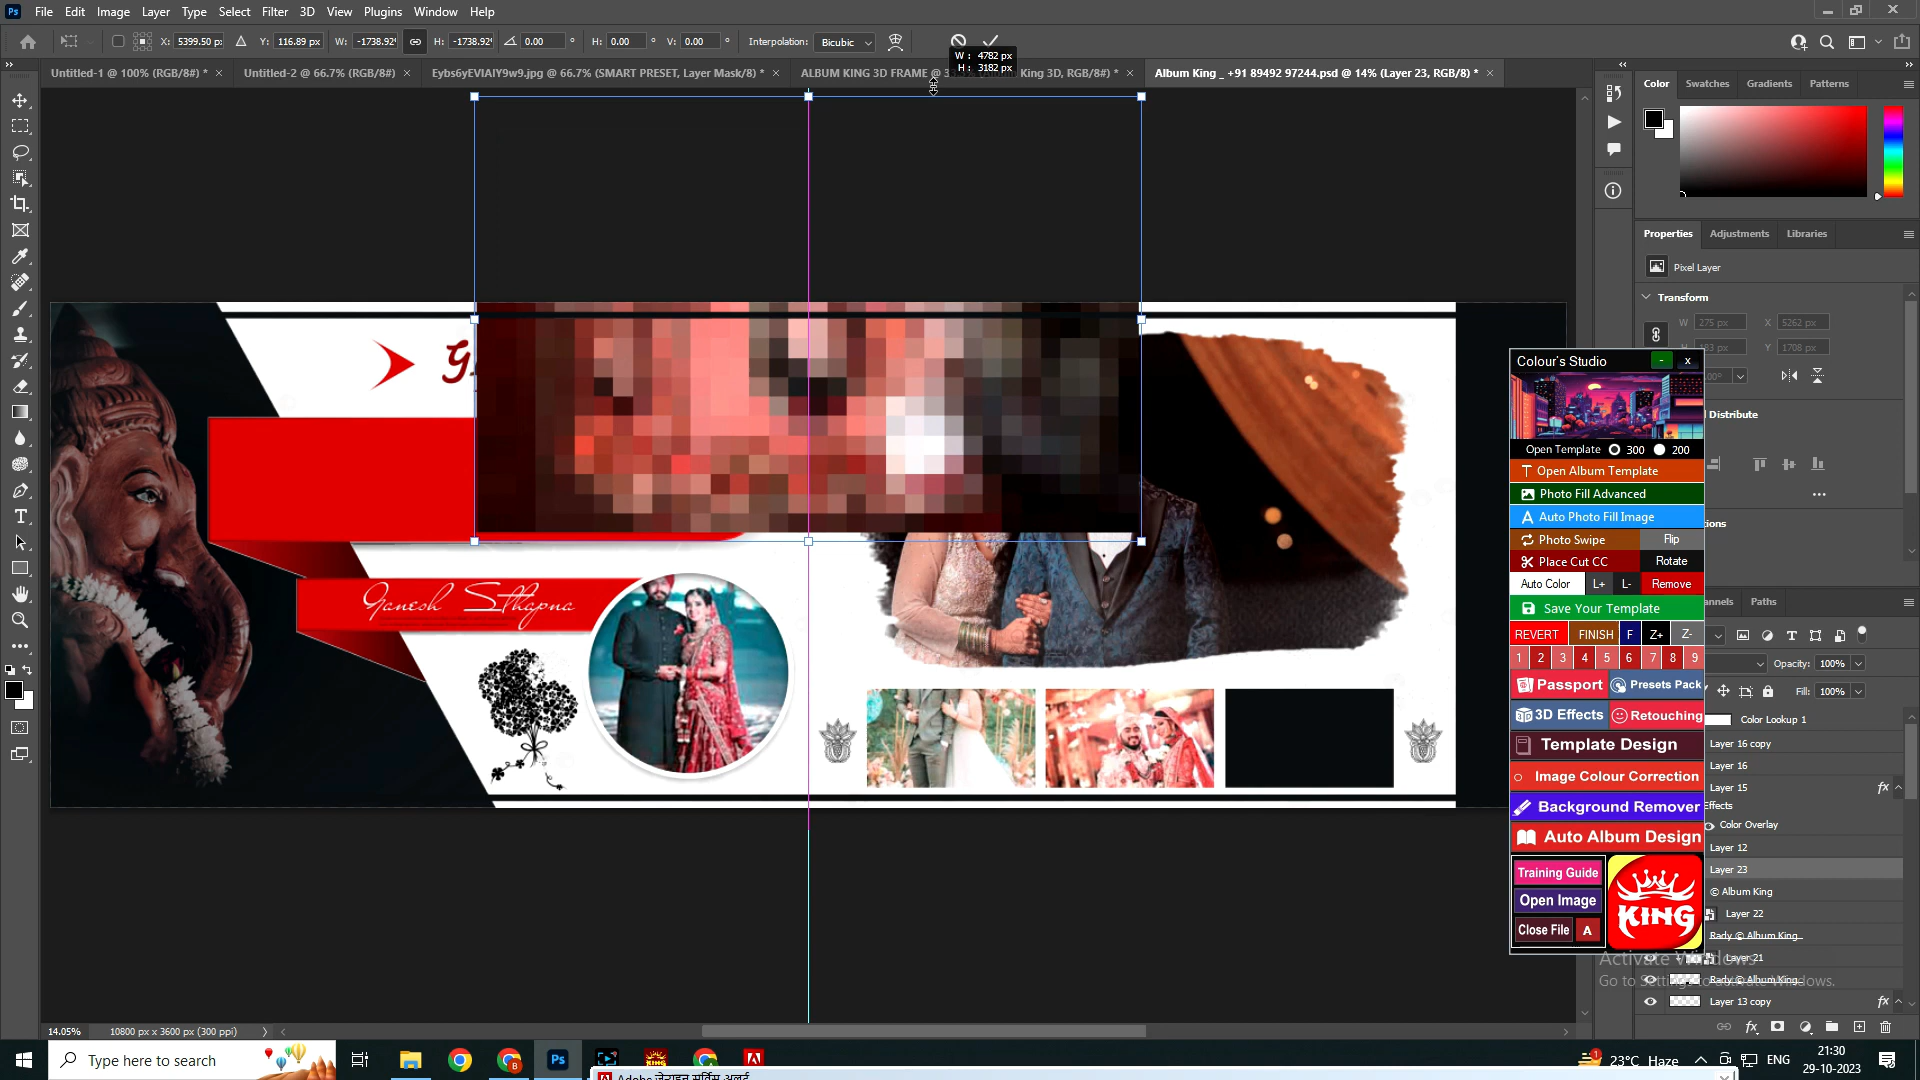 Ps File Edit Image Layer Type Select Filter 3D View Plugins Window Help
X: 5399.50 px Y: 116.89 px W: -1738.92° H: -1738.92° 0.00 ° H: 0.00 ° V: 0.00 ° Interpolation: Bicubic
W : 4782 px
H : 3182 px
Untitled-1 @ 100% (RGB/8#) * × Untitled-2 @ 66.7% (RGB/8#) × Eybs6yEVIAIY9w9.jpg @ 66.7% (SMART PRESET, Layer Mask/8) * × ALBUM KING 3D FRAME @ King 3D, RGB/8#) * × Album King _ +91 89492 97244.psd @ 14% (Layer 23, RGB/8) * ×
Color Swatches Gradients Patterns
Properties Adjustments Libraries
Pixel Layer
Transform
W 275 px X 5262 px
Y 1708 px
Distribute
Colour's Studio - x
Open Template 300 200
Open Album Template
Photo Fill Advanced
Auto Photo Fill Image
Photo Swipe Flip
Place Cut CC Rotate
Auto Color L+ L- Remove
Save Your Template
REVERT FINISH F Z+ Z-
1 2 3 4 5 6 7 8 9
Passport Presets Pack
3D Effects Retouching
Template Design
Image Colour Correction
Background Remover
Auto Album Design
Training Guide
Open Image
Close File A
KING
Ganesh Sthapna
Paths
Opacity: 100%
Fill: 100%
Color Lookup 1
Layer 16 copy
Layer 16
Layer 15 fx
Effects
Color Overlay
Layer 12
Layer 23
© Album King
Layer 22
Rady © Album King
Layer 21
Rady © Album King
Layer 13 copy fx
Activate Windows
Go to Settings to activate Windows.
14.05% 10800 px x 3600 px (300 ppi)
Type here to search
23°C Haze ENG 21:30
29-10-2023